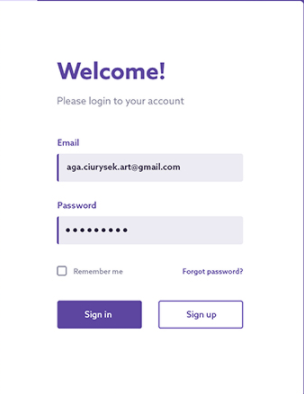 Welcome!
Please login to your account
Email
aga.ciurysek.art@gmail.com
Password
•••••••••
Remember me
Forgot password?
Sign in
Sign up